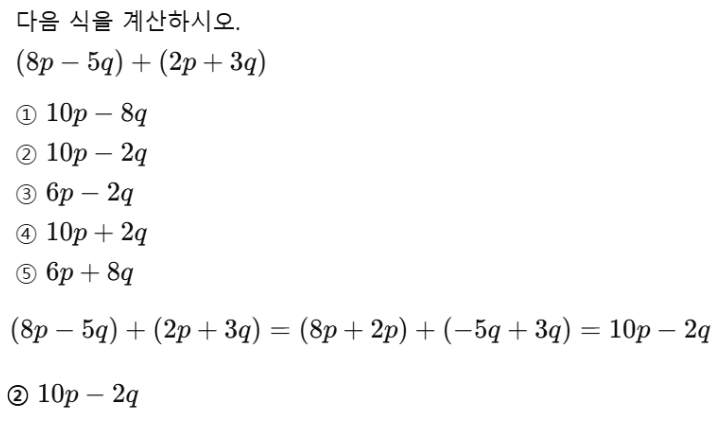 다음 식을 계산하시오.
(8p − 5q) + (2p + 3q)
① 10p − 8q
② 10p − 2q
③ 6p − 2q
④ 10p + 2q
⑤ 6p + 8q
(8p − 5q) + (2p + 3q) = (8p + 2p) + (−5q + 3q) = 10p − 2q
② 10p − 2q